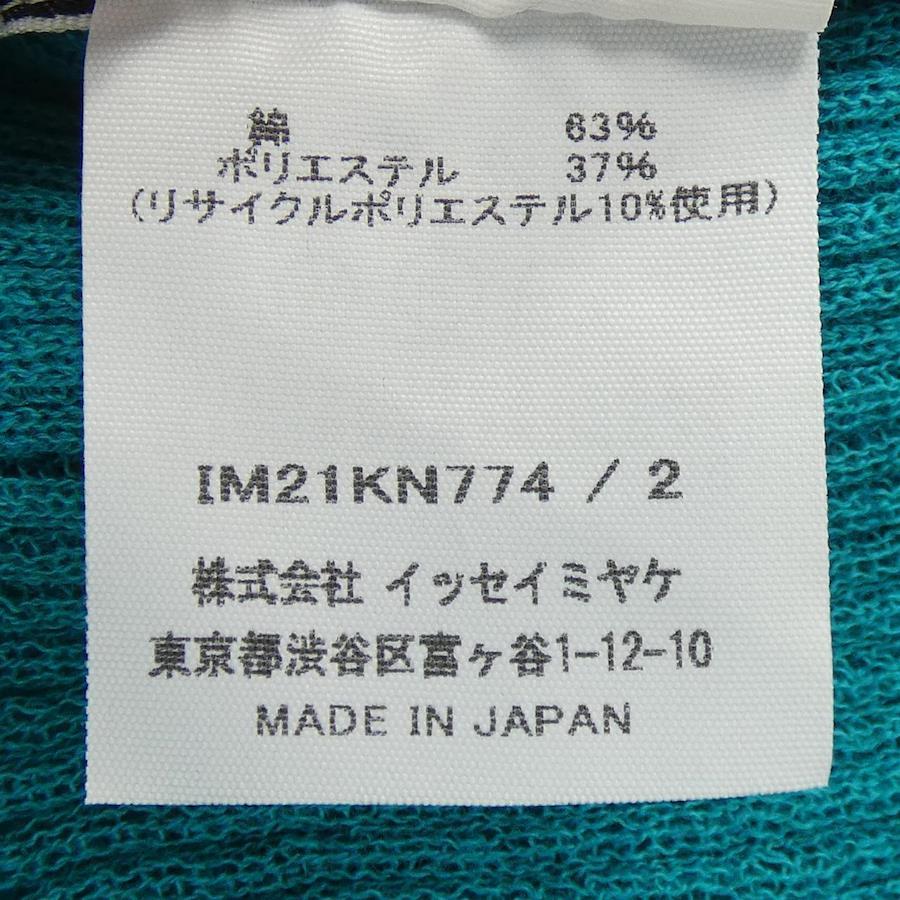 綿 63%
ポリエステル 37%
(リサイクルポリエステル10%使用)
IM21KN774 / 2
株式会社 イッセイミヤケ
東京都渋谷区富ヶ谷1-12-10
MADE IN JAPAN